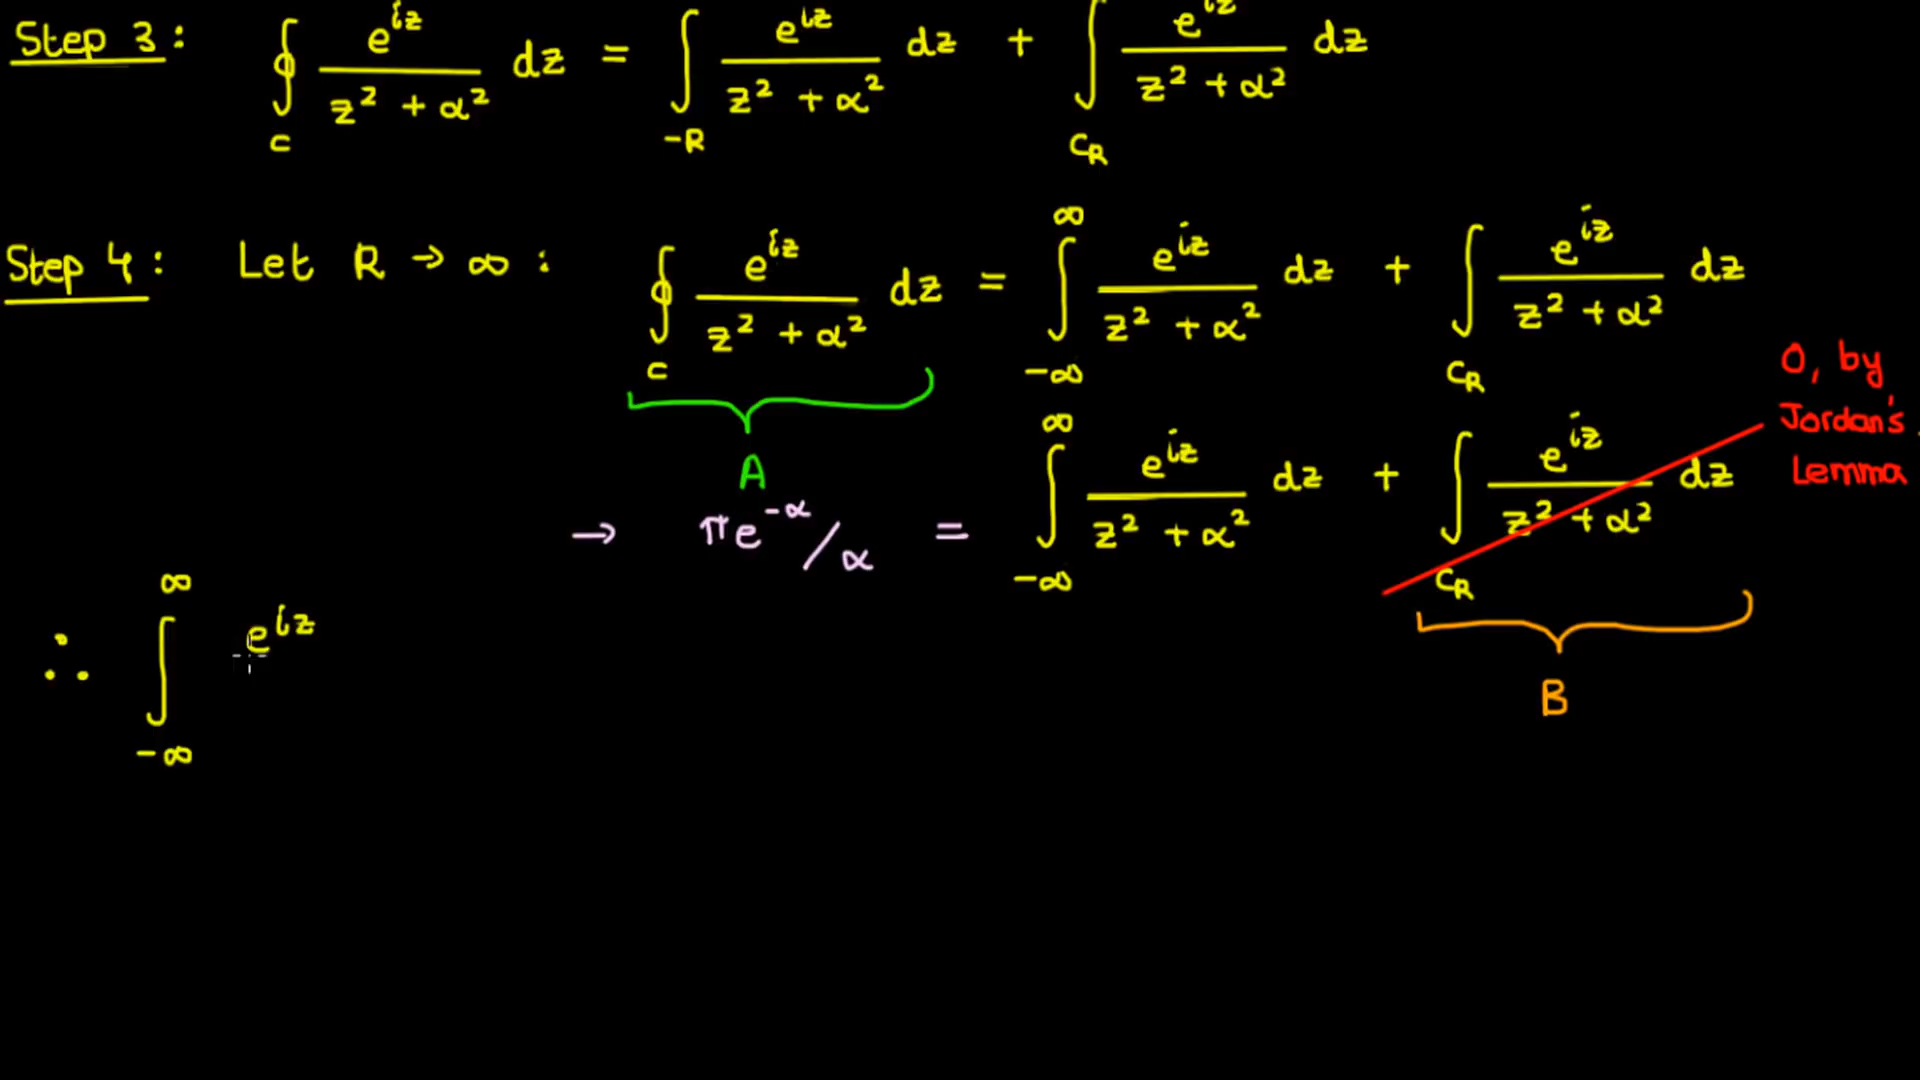 Step 3: ∮_C e^{iz}/(z² + α²) dz = ∫_{-R} e^{iz}/(z² + α²) dz + ∫_{C_R} e^{iz}/(z² + α²) dz
Step 4: Let R → ∞ : ∮_C e^{iz}/(z² + α²) dz = ∫_{-∞}^{∞} e^{iz}/(z² + α²) dz + ∫_{C_R} e^{iz}/(z² + α²) dz
A
0, by
Jordan's
Lemma
→ πe^{-α}/α = ∫_{-∞}^{∞} e^{iz}/(z² + α²) dz + ∫_{C_R} e^{iz}/(z² + α²) dz
B
∴ ∫_{-∞}^{∞} e^{iz}